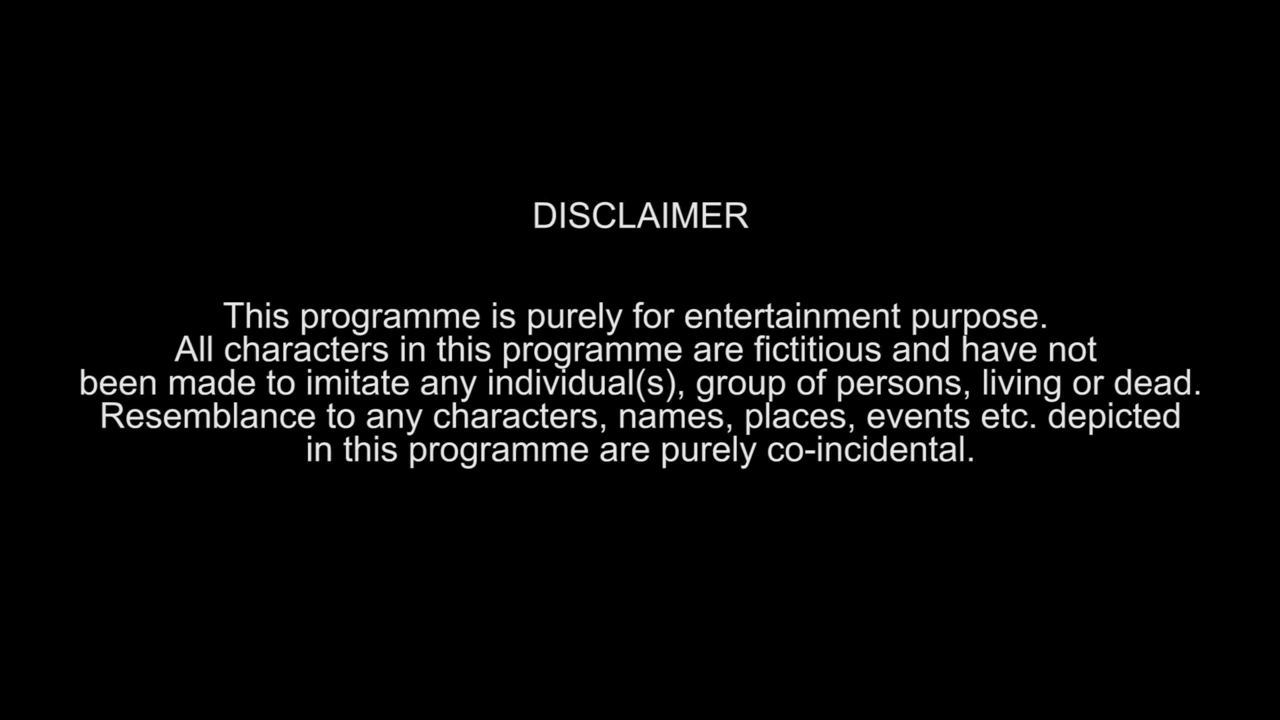 DISCLAIMER
This programme is purely for entertainment purpose.
All characters in this programme are fictitious and have not
been made to imitate any individual(s), group of persons, living or dead.
Resemblance to any characters, names, places, events etc. depicted
in this programme are purely co-incidental.